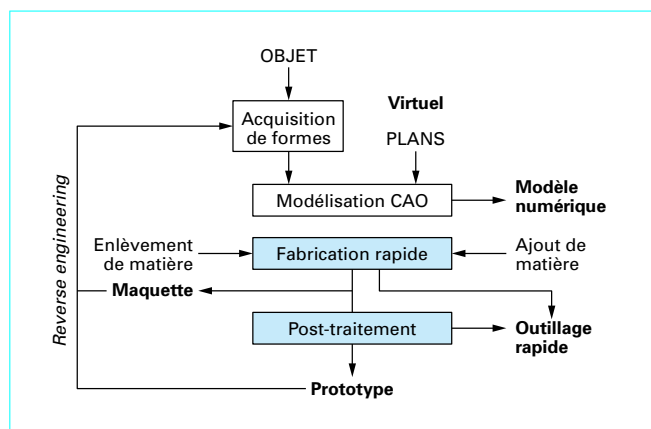 OBJET
Acquisition
de formes
Virtuel
PLANS
Modélisation CAO
Modèle
numérique
Reverse engineering
Enlèvement
de matière
Fabrication rapide
Ajout de
matière
Maquette
Post-traitement
Outillage
rapide
Prototype